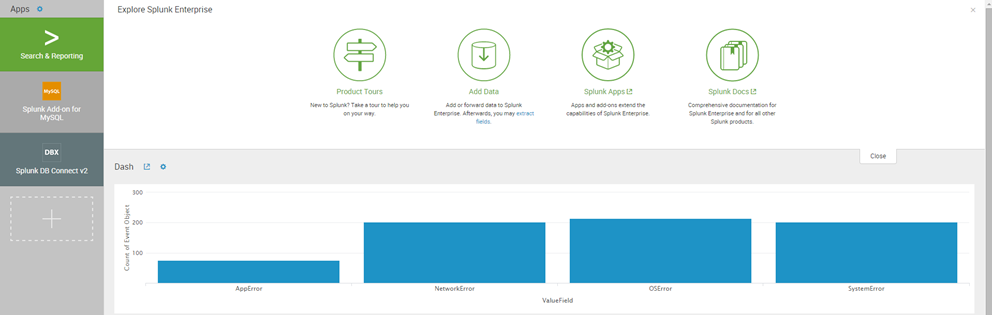 Apps
Explore Splunk Enterprise
Search & Reporting
MySQL
Splunk Add-on for
MySQL
DBX
Splunk DB Connect v2
Product Tours
New to Splunk? Take a tour to help you
on your way.
Add Data
Add or forward data to Splunk
Enterprise. Afterwards, you may extract
fields.
Splunk Apps
Apps and add-ons extend the
capabilities of Splunk Enterprise.
Splunk Docs
Comprehensive documentation for
Splunk Enterprise and for all other
Splunk products.
Close
Dash
300
200
100
Count of Event Object
AppError
NetworkError
OSError
SystemError
ValueField